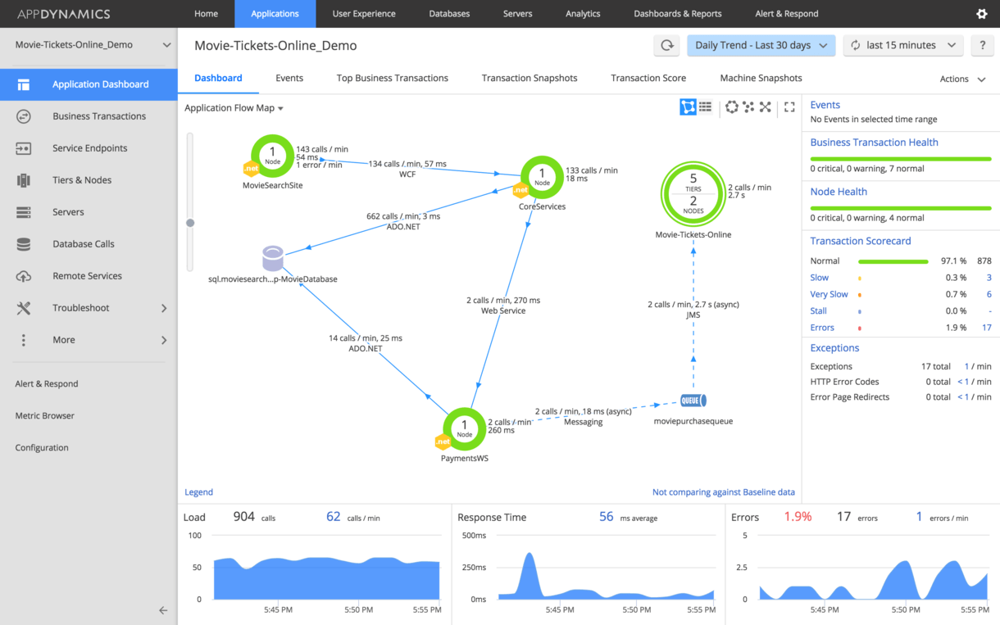 APPDYNAMICS
Home Applications User Experience Databases Servers Analytics Dashboards & Reports Alert & Respond
Movie-Tickets-Online_Demo
Application Dashboard
Business Transactions
Service Endpoints
Tiers & Nodes
Servers
Database Calls
Remote Services
Troubleshoot
More
Alert & Respond
Metric Browser
Configuration
Movie-Tickets-Online_Demo
Daily Trend - Last 30 days
last 15 minutes
?
Dashboard Events Top Business Transactions Transaction Snapshots Transaction Score Machine Snapshots
Actions
Application Flow Map
1
Node
.net
MovieSearchSite
143 calls / min
54 ms
1 error / min
134 calls / min, 57 ms
WCF
1
Node
.net
CoreServices
133 calls / min
18 ms
5
TIERS
2
NODES
2 calls / min
2.7 s
Movie-Tickets-Online
662 calls / min, 3 ms
ADO.NET
sql.moviesearch...p-MovieDatabase
2 calls / min, 270 ms
Web Service
2 calls / min, 2.7 s (async)
JMS
14 calls / min, 25 ms
ADO.NET
QUEUE
moviepurchasequeue
2 calls / min, 18 ms (async)
Messaging
1
Node
.net
2 calls / min
260 ms
PaymentsWS
Legend
Not comparing against Baseline data
Events
No Events in selected time range
Business Transaction Health
0 critical, 0 warning, 7 normal
Node Health
0 critical, 0 warning, 4 normal
Transaction Scorecard
Normal 97.1 % 878
Slow 0.3 % 3
Very Slow 0.7 % 6
Stall 0.0 % -
Errors 1.9 % 17
Exceptions
Exceptions 17 total 1 / min
HTTP Error Codes 0 total < 1 / min
Error Page Redirects 0 total < 1 / min
Load 904 calls 62 calls / min
100
50
0
5:45 PM 5:50 PM 5:55 PM
Response Time 56 ms average
500ms
250ms
0ms
5:45 PM 5:50 PM 5:55 PM
Errors 1.9% 17 errors 1 errors / min
5
2.5
0
5:45 PM 5:50 PM 5:55 PM